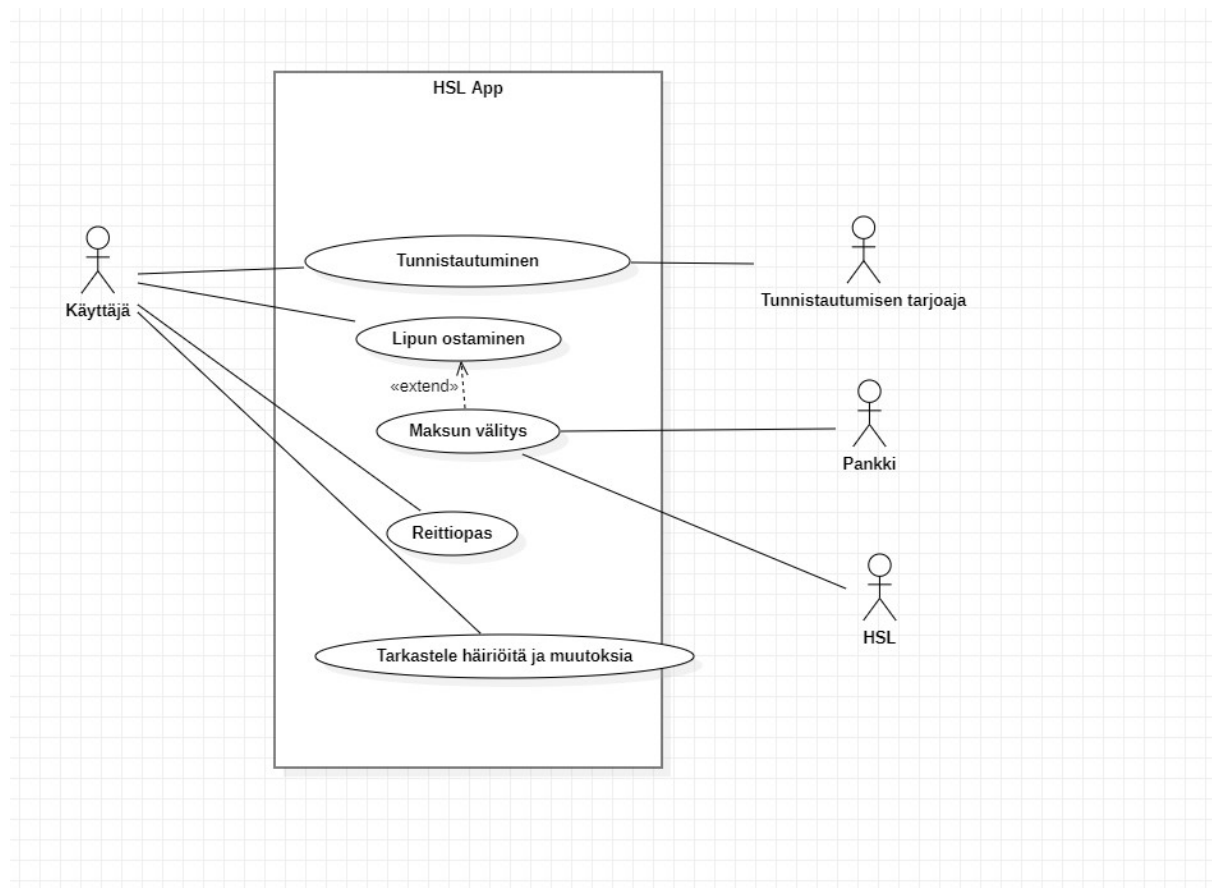 HSL App
Käyttäjä
Tunnistautuminen
Tunnistautumisen tarjoaja
Lipun ostaminen
«extend»
Maksun välitys
Pankki
Reittiopas
HSL
Tarkastele häiriöitä ja muutoksia